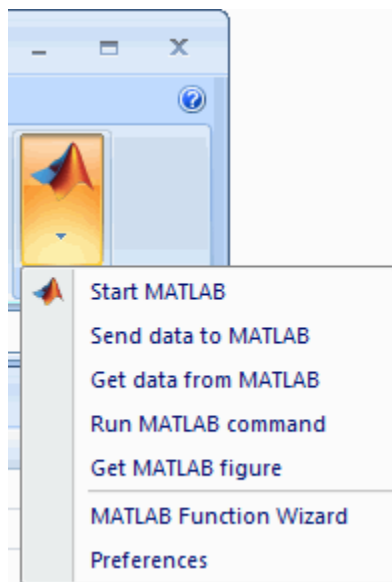 Start MATLAB
Send data to MATLAB
Get data from MATLAB
Run MATLAB command
Get MATLAB figure
MATLAB Function Wizard
Preferences